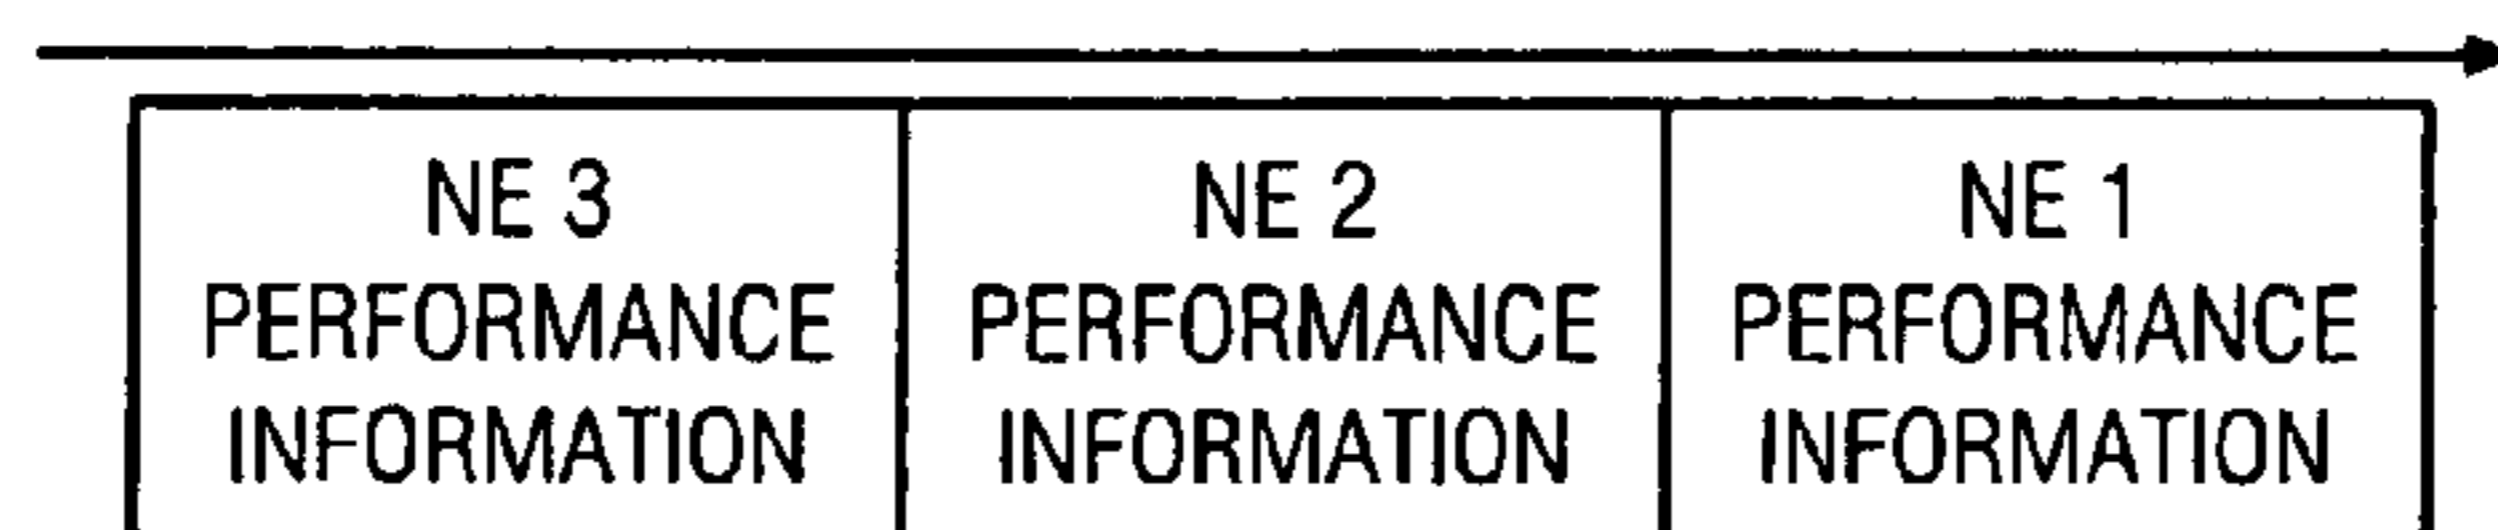 NE 3
PERFORMANCE
INFORMATION
NE 2
PERFORMANCE
INFORMATION
NE 1
PERFORMANCE
INFORMATION